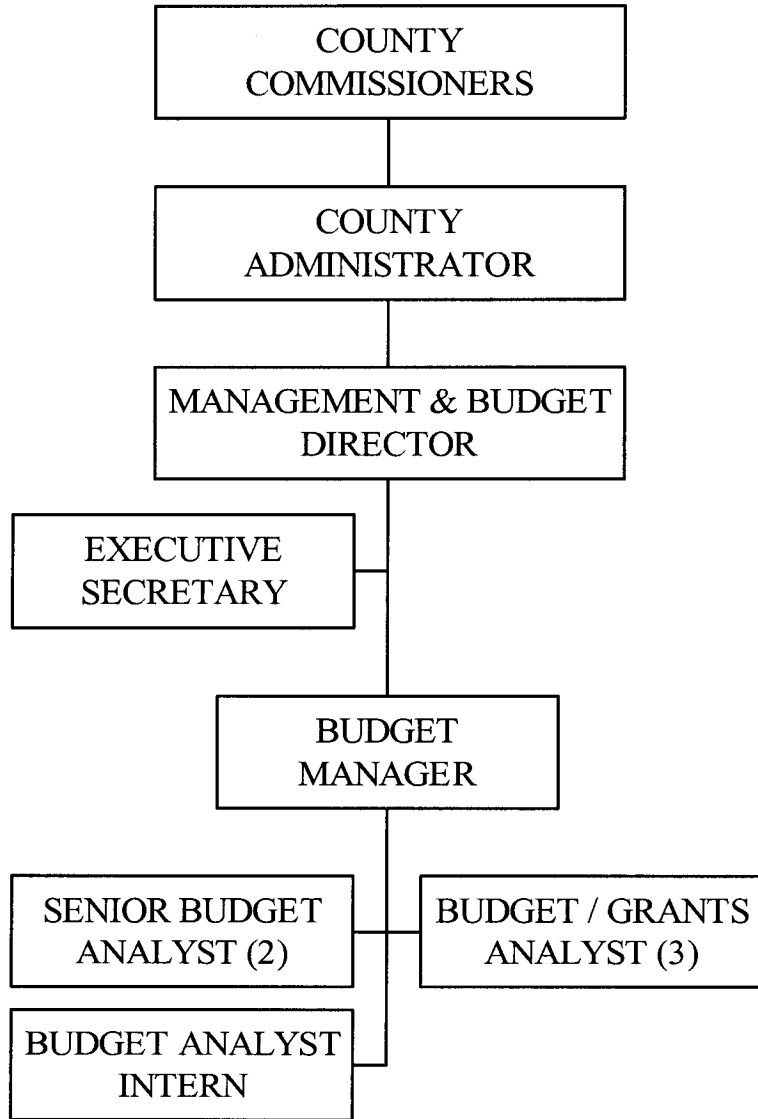 COUNTY
COMMISSIONERS
COUNTY
ADMINISTRATOR
MANAGEMENT & BUDGET
DIRECTOR
EXECUTIVE
SECRETARY
BUDGET
MANAGER
SENIOR BUDGET
ANALYST (2)
BUDGET / GRANTS
ANALYST (3)
BUDGET ANALYST
INTERN